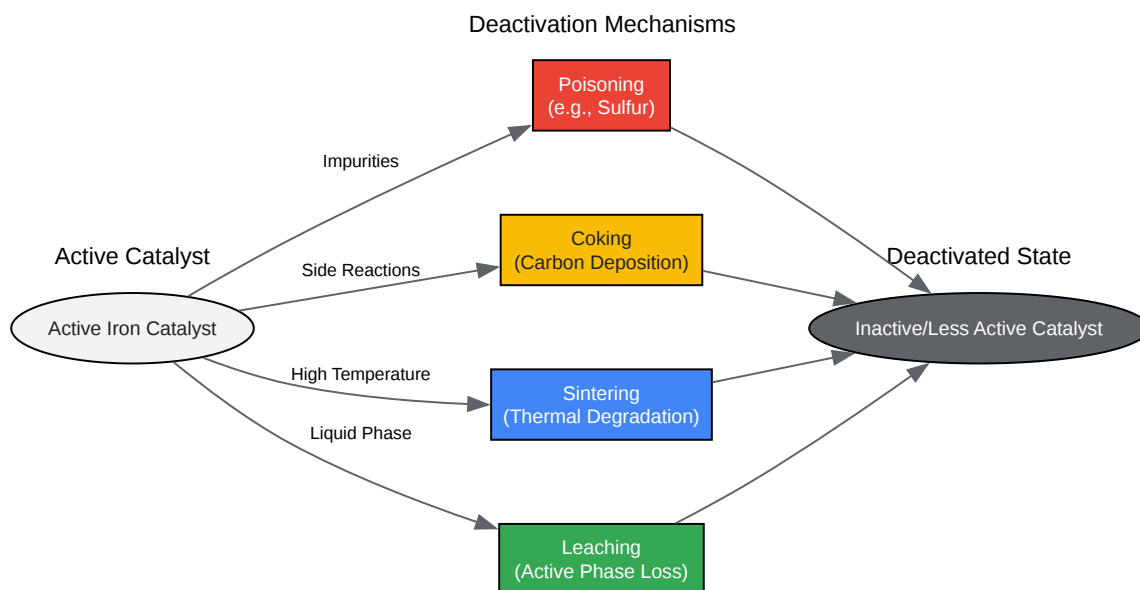 Deactivation Mechanisms
Poisoning
(e.g., Sulfur)
Impurities
Coking
(Carbon Deposition)
Side Reactions
Active Catalyst
Deactivated State
Active Iron Catalyst
Inactive/Less Active Catalyst
High Temperature
Sintering
(Thermal Degradation)
Liquid Phase
Leaching
(Active Phase Loss)